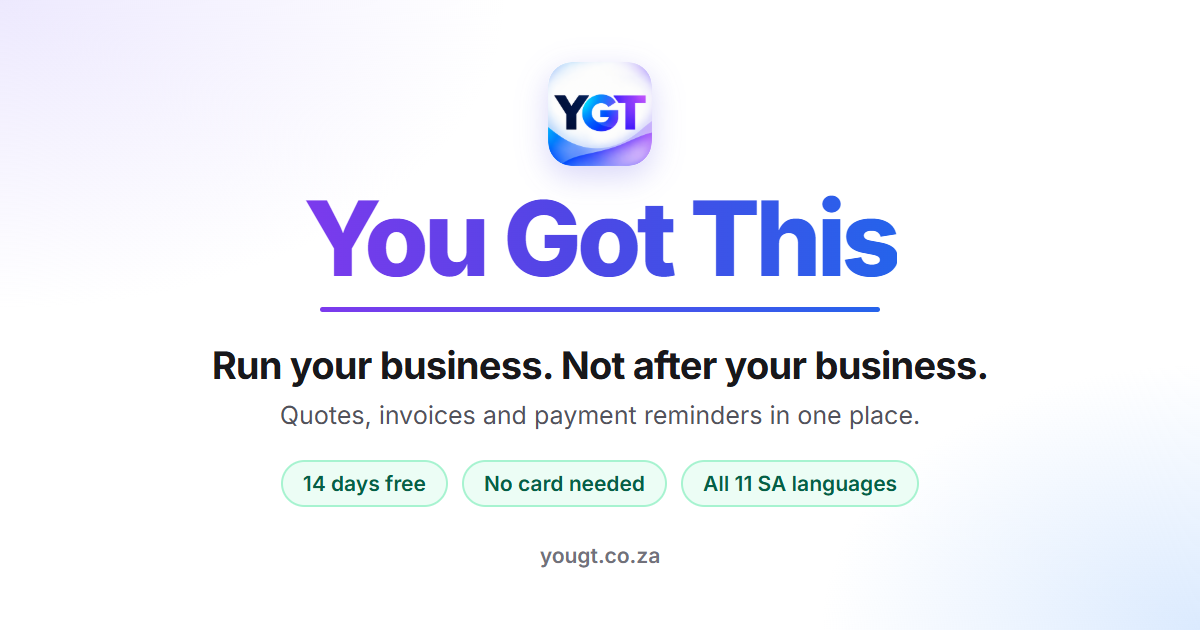 YGT
You Got This
Run your business. Not after your business.
Quotes, invoices and payment reminders in one place.
14 days free
No card needed
All 11 SA languages
yougt.co.za